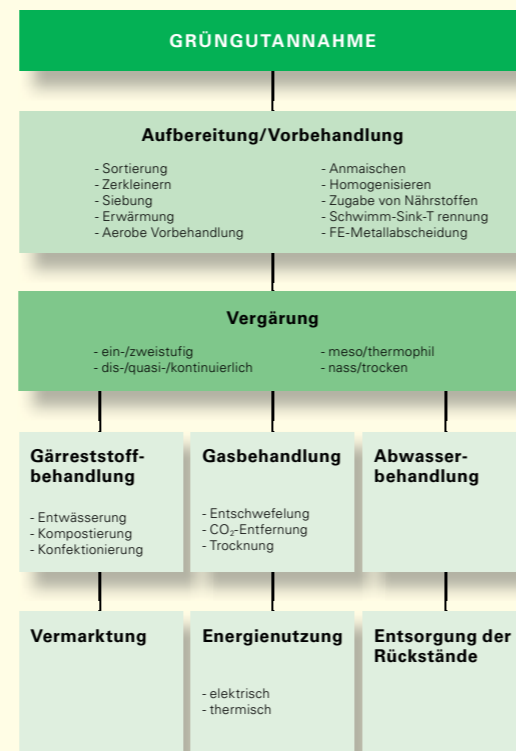 GRÜNGUTANNAHME
Aufbereitung/Vorbehandlung
- Sortierung
- Zerkleinern
- Siebung
- Erwärmung
- Aerobe Vorbehandlung
- Anmaischen
- Homogenisieren
- Zugabe von Nährstoffen
- Schwimm-Sink-T rennung
- FE-Metallabscheidung
Vergärung
- ein-/zweistufig
- dis-/quasi-/kontinuierlich
- meso/thermophil
- nass/trocken
Gärreststoff-
behandlung
- Entwässerung
- Kompostierung
- Konfektionierung
Gasbehandlung
- Entschwefelung
- CO₂-Entfernung
- Trocknung
Abwasser-
behandlung
Vermarktung
Energienutzung
- elektrisch
- thermisch
Entsorgung der
Rückstände